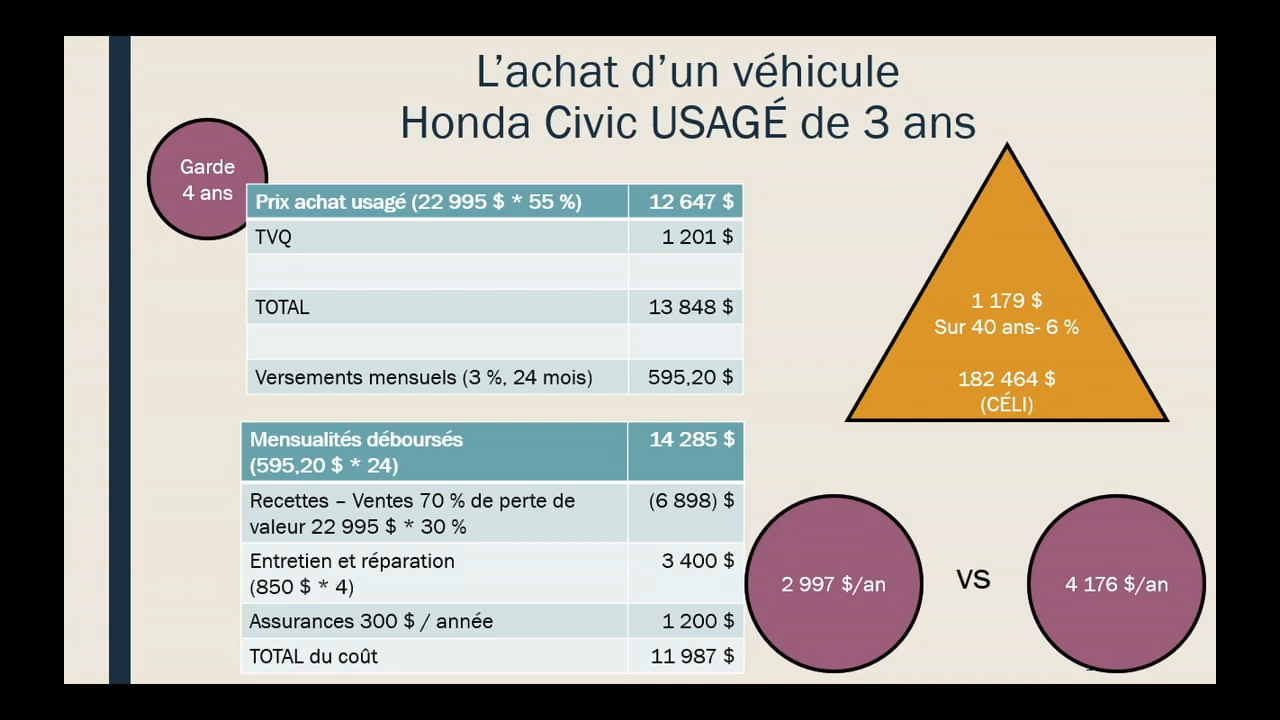 L'achat d'un véhicule
Honda Civic USAGÉ de 3 ans
Garde
4 ans
Prix achat usagé (22 995 $ * 55 %) 12 647 $
TVQ 1 201 $
TOTAL 13 848 $
Versements mensuels (3 %, 24 mois) 595,20 $
1 179 $
Sur 40 ans- 6 %
182 464 $
(CÉLI)
Mensualités déboursés 14 285 $
(595,20 $ * 24)
Recettes – Ventes 70 % de perte de (6 898) $
valeur 22 995 $ * 30 %
Entretien et réparation 3 400 $
(850 $ * 4)
Assurances 300 $ / année 1 200 $
TOTAL du coût 11 987 $
2 997 $/an
VS
4 176 $/an